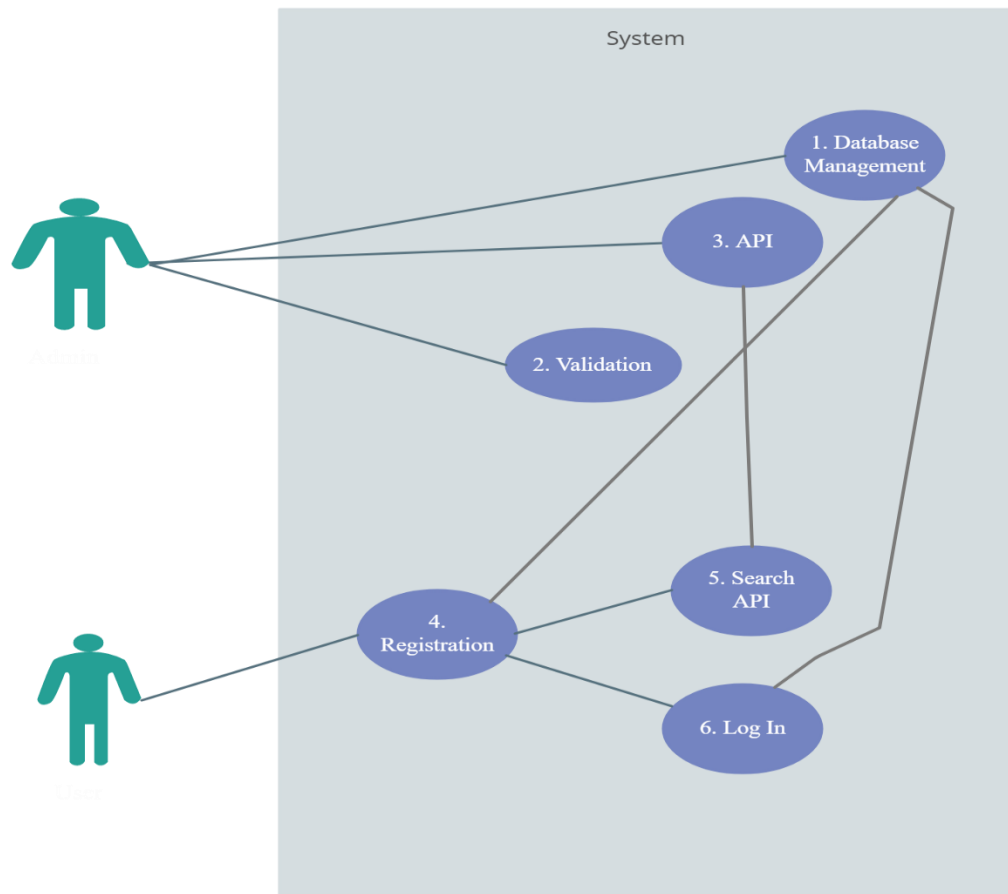 System
1. Database
Management
3. API
2. Validation
5. Search
API
4.
Registration
6. Log In